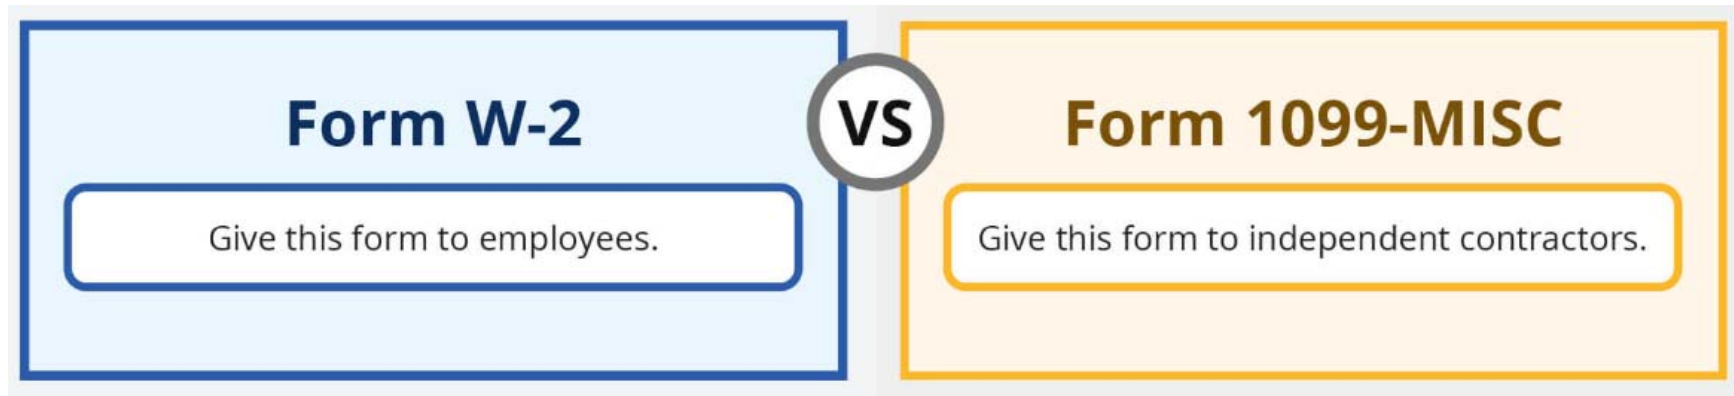 Form W-2
Give this form to employees.
VS
Form 1099-MISC
Give this form to independent contractors.